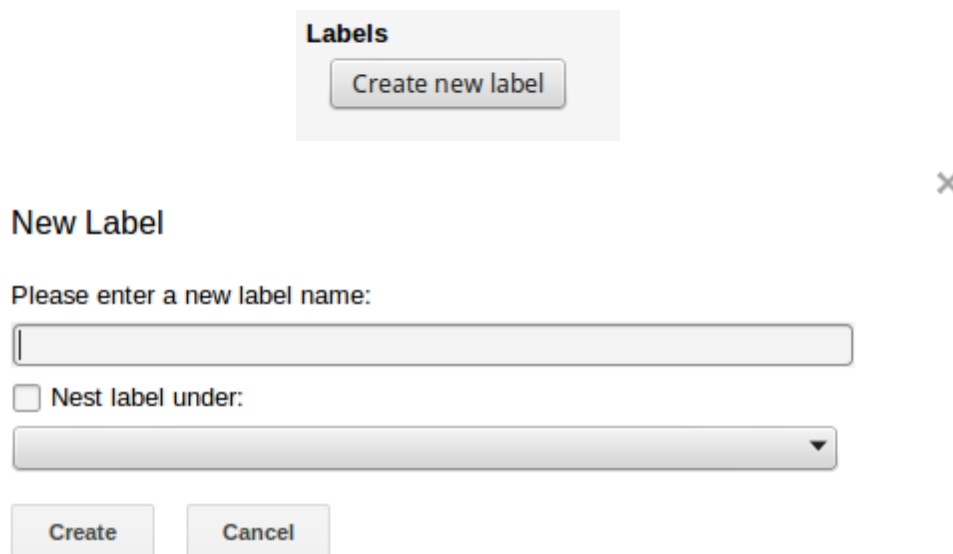 Labels
Create new label
New Label
Please enter a new label name:
Nest label under:
Create Cancel